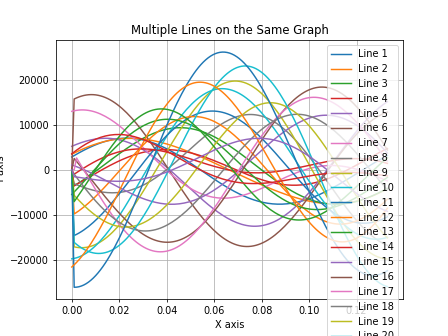 Multiple Lines on the Same Graph
20000
10000
0
−10000
−20000
0.00
0.02
0.04
0.06
0.08
0.10
X axis
Line 1
Line 2
Line 3
Line 4
Line 5
Line 6
Line 7
Line 8
Line 9
Line 10
Line 11
Line 12
Line 13
Line 14
Line 15
Line 16
Line 17
Line 18
Line 19
Line 20